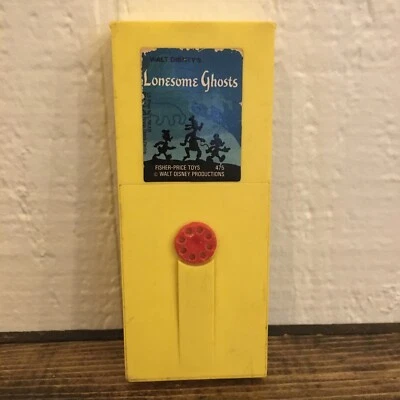 WALT DISNEY'S
Lonesome Ghosts
FISHER-PRICE TOYS 475
© WALT DISNEY PRODUCTIONS